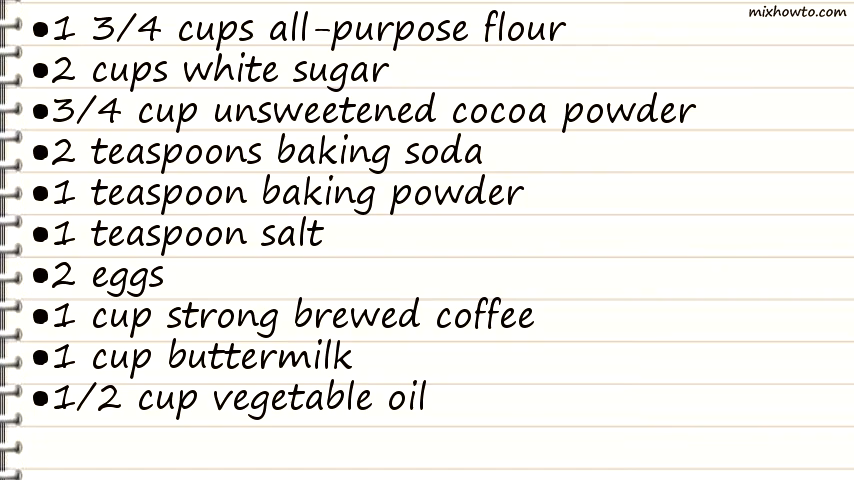 mixhowto.com
•1 3/4 cups all-purpose flour
•2 cups white sugar
•3/4 cup unsweetened cocoa powder
•2 teaspoons baking soda
•1 teaspoon baking powder
•1 teaspoon salt
•2 eggs
•1 cup strong brewed coffee
•1 cup buttermilk
•1/2 cup vegetable oil